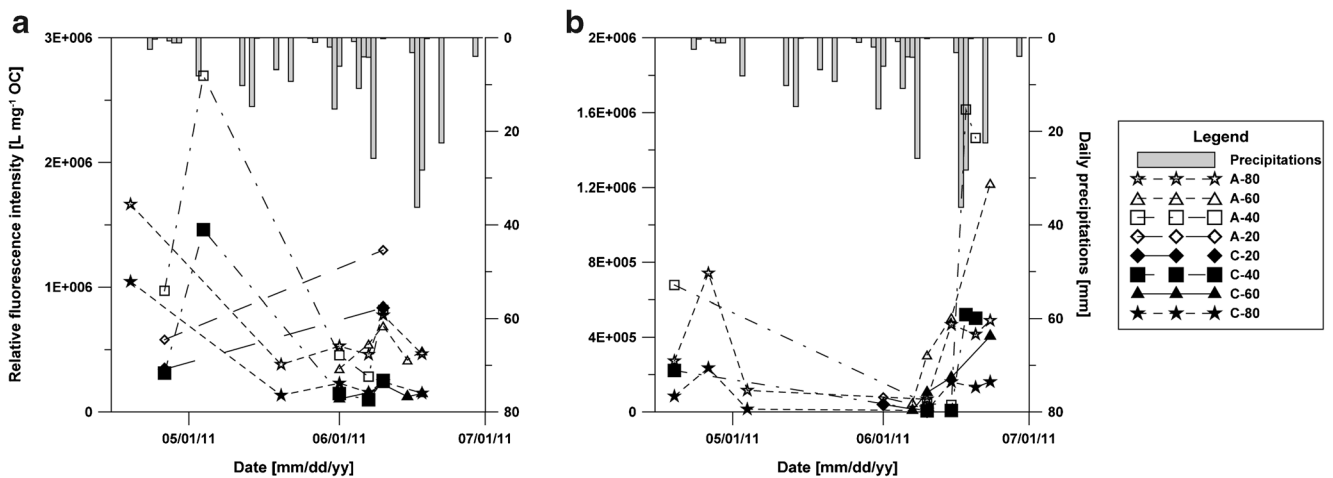 a
b
3E+006
2E+006
1E+006
0
0
20
40
60
80
05/01/11
06/01/11
07/01/11
Date [mm/dd/yy]
Relative fluorescence intensity [L mg⁻¹ OC]
2E+006
1.6E+006
1.2E+006
8E+005
4E+005
0
0
20
40
60
80
05/01/11
06/01/11
07/01/11
Date [mm/dd/yy]
Daily precipitations [mm]
Legend
Precipitations
A-80
A-60
A-40
A-20
C-20
C-40
C-60
C-80